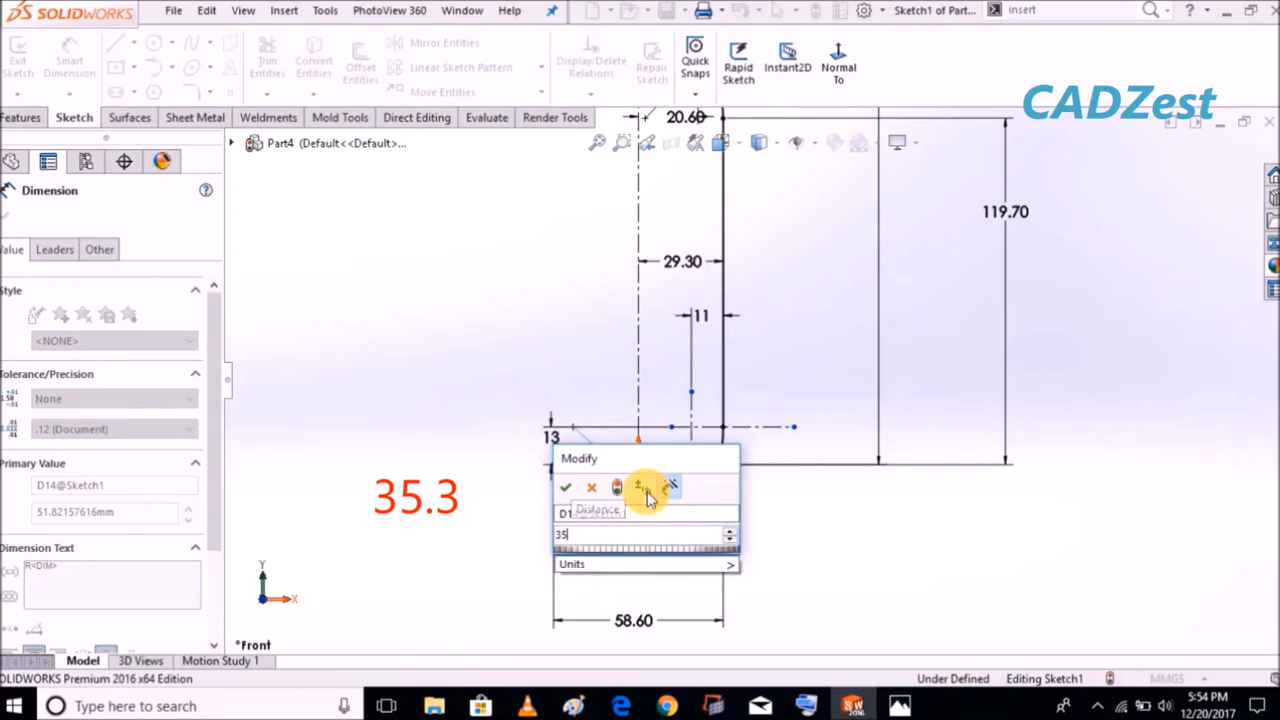 SOLIDWORKS File Edit View Insert Tools PhotoView 360 Window Help Sketch1 of Part... insert
Exit Sketch
Smart Dimension
Trim Entities
Convert Entities
Offset Entities
Mirror Entities
Linear Sketch Pattern
Move Entities
Display/Delete Relations
Repair Sketch
Quick Snaps
Rapid Sketch
Instant2D
Normal To
CADZest
Features Sketch Surfaces Sheet Metal Weldments Mold Tools Direct Editing Evaluate Render Tools
20.60
Part4 (Default<<Default>...
Dimension
Value Leaders Other
119.70
29.30
Style
11
<NONE>
Tolerance/Precision
None
.12 (Document)
13
Modify
Primary Value
D14@Sketch1
35.3
Distance
51.82157616mm
35
Dimension Text
Units
R<DIM>
Y
X
58.60
*Front
Model 3D Views Motion Study 1
SOLIDWORKS Premium 2016 x64 Edition Under Defined Editing Sketch1 MMGS
Type here to search
5:54 PM
12/20/2017